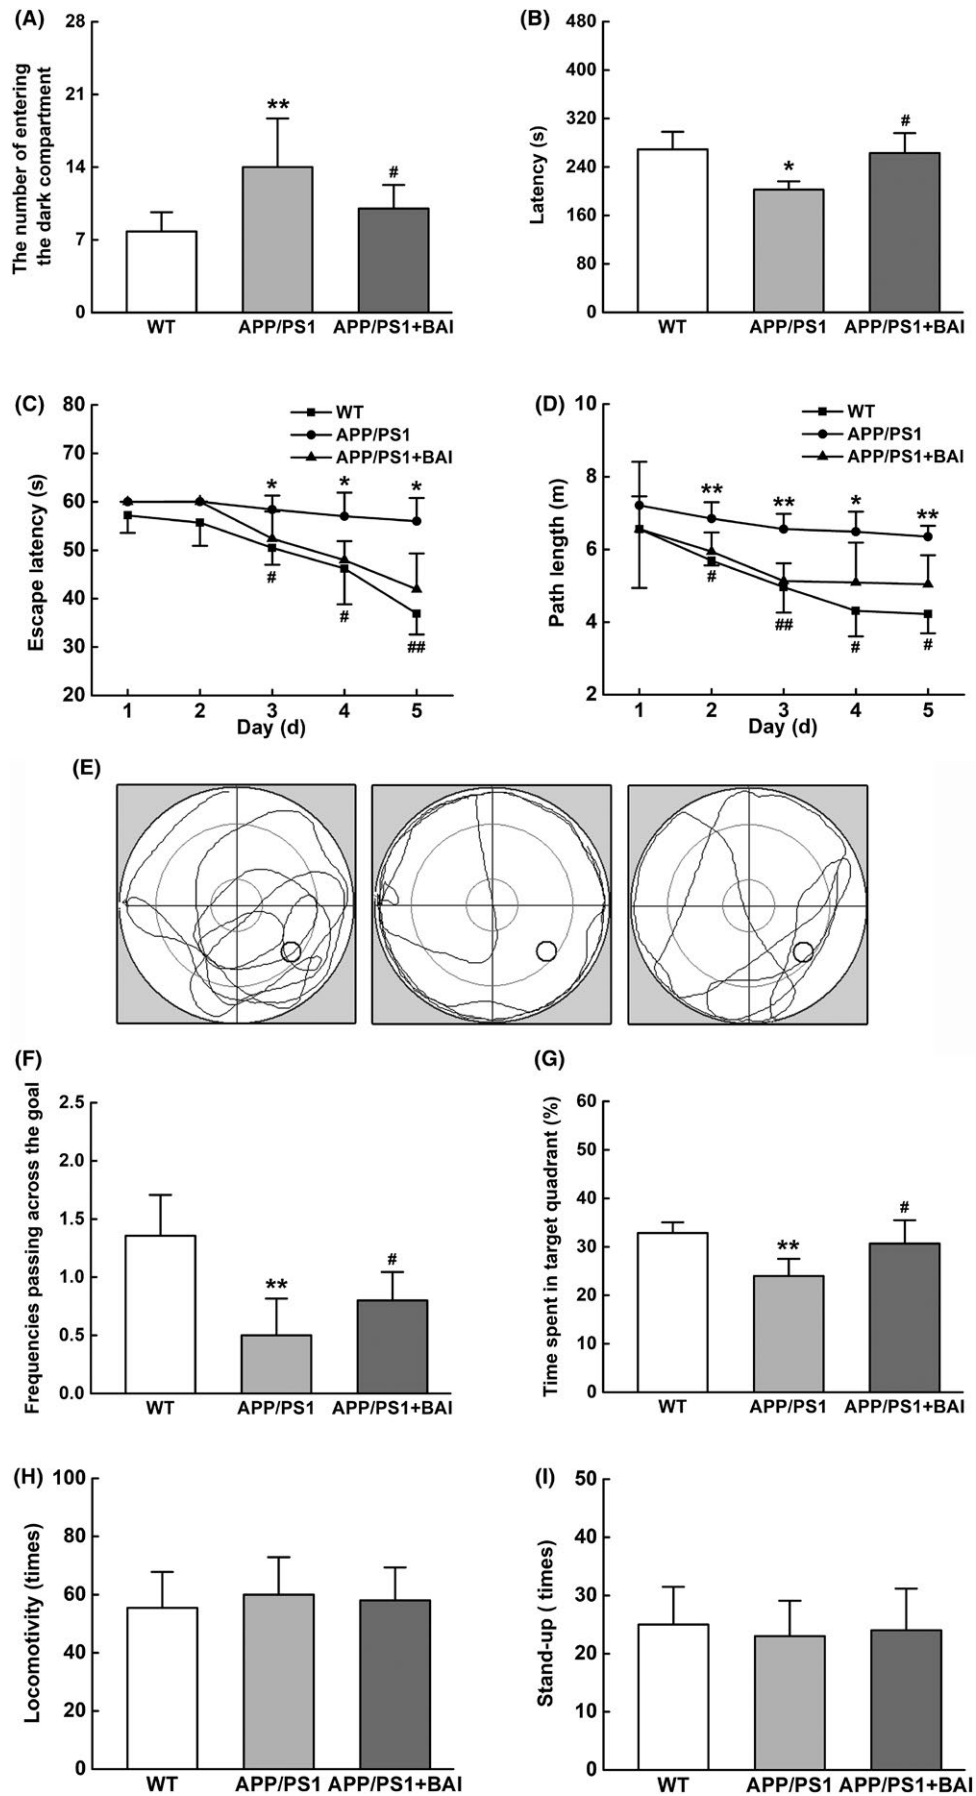 (A)
The number of entering
the dark compartment
28
21
14
7
0
**
#
WT
APP/PS1
APP/PS1+BAI
(B)
Latency (s)
480
400
320
240
160
80
0
*
#
WT
APP/PS1
APP/PS1+BAI
(C)
Escape latency (s)
80
70
60
50
40
30
20
WT
APP/PS1
APP/PS1+BAI
*
*
*
#
#
##
1
2
3
4
5
Day (d)
(D)
Path length (m)
10
8
6
4
2
WT
APP/PS1
APP/PS1+BAI
**
**
*
**
#
##
#
#
1
2
3
4
5
Day (d)
(E)
(F)
Frequencies passing across the goal
2.5
2.0
1.5
1.0
0.5
0.0
**
#
WT
APP/PS1
APP/PS1+BAI
(G)
Time spent in target quadrant (%)
60
50
40
30
20
10
0
**
#
WT
APP/PS1
APP/PS1+BAI
(H)
Locomotivity (times)
100
80
60
40
20
0
WT
APP/PS1
APP/PS1+BAI
(I)
Stand-up ( times)
50
40
30
20
10
0
WT
APP/PS1
APP/PS1+BAI